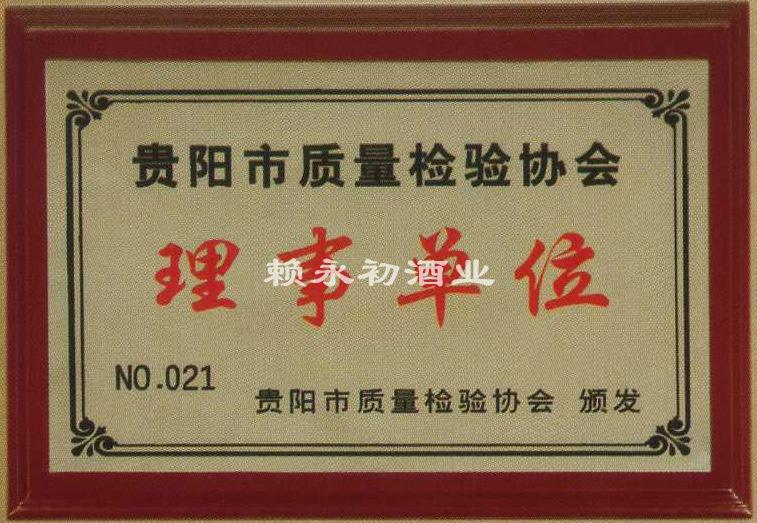 贵阳市质量检验协会
理事单位
赖永初酒业
NO.021
贵阳市质量检验协会 颁发